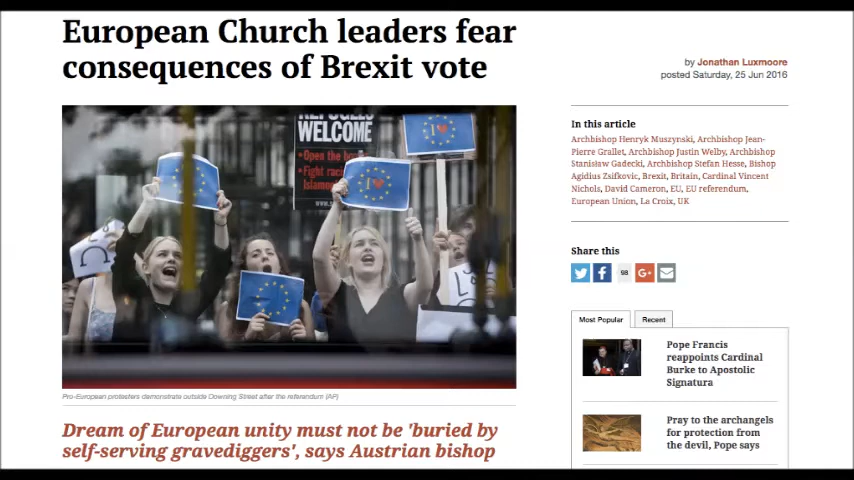 European Church leaders fear
consequences of Brexit vote
by Jonathan Luxmoore
posted Saturday, 25 Jun 2016
REFUGEES
WELCOME
•Open the
•Fight
I
I
Pro-European protesters demonstrate outside Downing Street after the referendum (AP)
Dream of European unity must not be 'buried by
self-serving gravediggers', says Austrian bishop
In this article
Archbishop Henryk Muszynski, Archbishop Jean-
Pierre Grallet, Archbishop Justin Welby, Archbishop
Stanisław Gadecki, Archbishop Stefan Hesse, Bishop
Agidius Zsifkovic, Brexit, Britain, Cardinal Vincent
Nichols, David Cameron, EU, EU referendum,
European Union, La Croix, UK
Share this
98
G+
Most Popular
Recent
Pope Francis
reappoints Cardinal
Burke to Apostolic
Signatura
Pray to the archangels
for protection from
the devil, Pope says